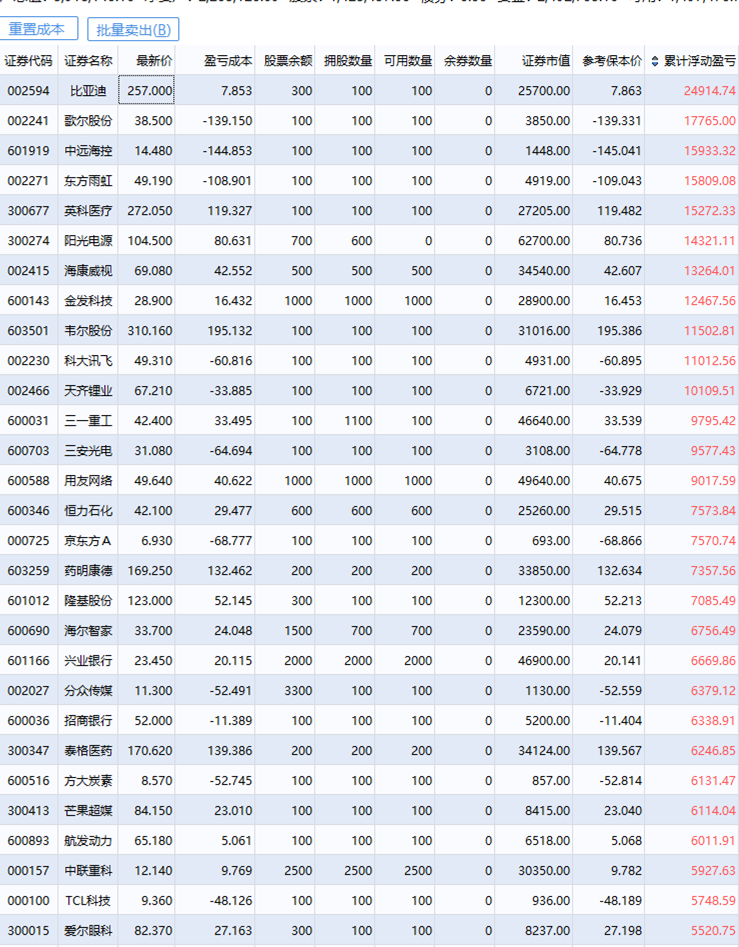 重置成本 批量卖出(B)
证券代码 证券名称 最新价 盈亏成本 股票余额 拥股数量 可用数量 余券数量 证券市值 参考保本价 累计浮动盈亏
002594 比亚迪 257.000 7.853 300 100 100 0 25700.00 7.863 24914.74
002241 歌尔股份 38.500 -139.150 100 100 100 0 3850.00 -139.331 17765.00
601919 中远海控 14.480 -144.853 100 100 100 0 1448.00 -145.041 15933.32
002271 东方雨虹 49.190 -108.901 100 100 100 0 4919.00 -109.043 15809.08
300677 英科医疗 272.050 119.327 100 100 100 0 27205.00 119.482 15272.33
300274 阳光电源 104.500 80.631 700 600 0 0 62700.00 80.736 14321.11
002415 海康威视 69.080 42.552 500 500 500 0 34540.00 42.607 13264.01
600143 金发科技 28.900 16.432 1000 1000 1000 0 28900.00 16.453 12467.56
603501 韦尔股份 310.160 195.132 100 100 100 0 31016.00 195.386 11502.81
002230 科大讯飞 49.310 -60.816 100 100 100 0 4931.00 -60.895 11012.56
002466 天齐锂业 67.210 -33.885 100 100 100 0 6721.00 -33.929 10109.51
600031 三一重工 42.400 33.495 100 1100 100 0 46640.00 33.539 9795.42
600703 三安光电 31.080 -64.694 100 100 100 0 3108.00 -64.778 9577.43
600588 用友网络 49.640 40.622 1000 1000 1000 0 49640.00 40.675 9017.59
600346 恒力石化 42.100 29.477 600 600 600 0 25260.00 29.515 7573.84
000725 京东方Ａ 6.930 -68.777 100 100 100 0 693.00 -68.866 7570.74
603259 药明康德 169.250 132.462 200 200 200 0 33850.00 132.634 7357.56
601012 隆基股份 123.000 52.145 300 100 100 0 12300.00 52.213 7085.49
600690 海尔智家 33.700 24.048 1500 700 700 0 23590.00 24.079 6756.49
601166 兴业银行 23.450 20.115 2000 2000 2000 0 46900.00 20.141 6669.86
002027 分众传媒 11.300 -52.491 3300 100 100 0 1130.00 -52.559 6379.12
600036 招商银行 52.000 -11.389 100 100 100 0 5200.00 -11.404 6338.91
300347 泰格医药 170.620 139.386 200 200 200 0 34124.00 139.567 6246.85
600516 方大炭素 8.570 -52.745 100 100 100 0 857.00 -52.814 6131.47
300413 芒果超媒 84.150 23.010 100 100 100 0 8415.00 23.040 6114.04
600893 航发动力 65.180 5.061 100 100 100 0 6518.00 5.068 6011.91
000157 中联重科 12.140 9.769 2500 2500 2500 0 30350.00 9.782 5927.63
000100 TCL科技 9.360 -48.126 100 100 100 0 936.00 -48.189 5748.59
300015 爱尔眼科 82.370 27.163 300 100 100 0 8237.00 27.198 5520.75